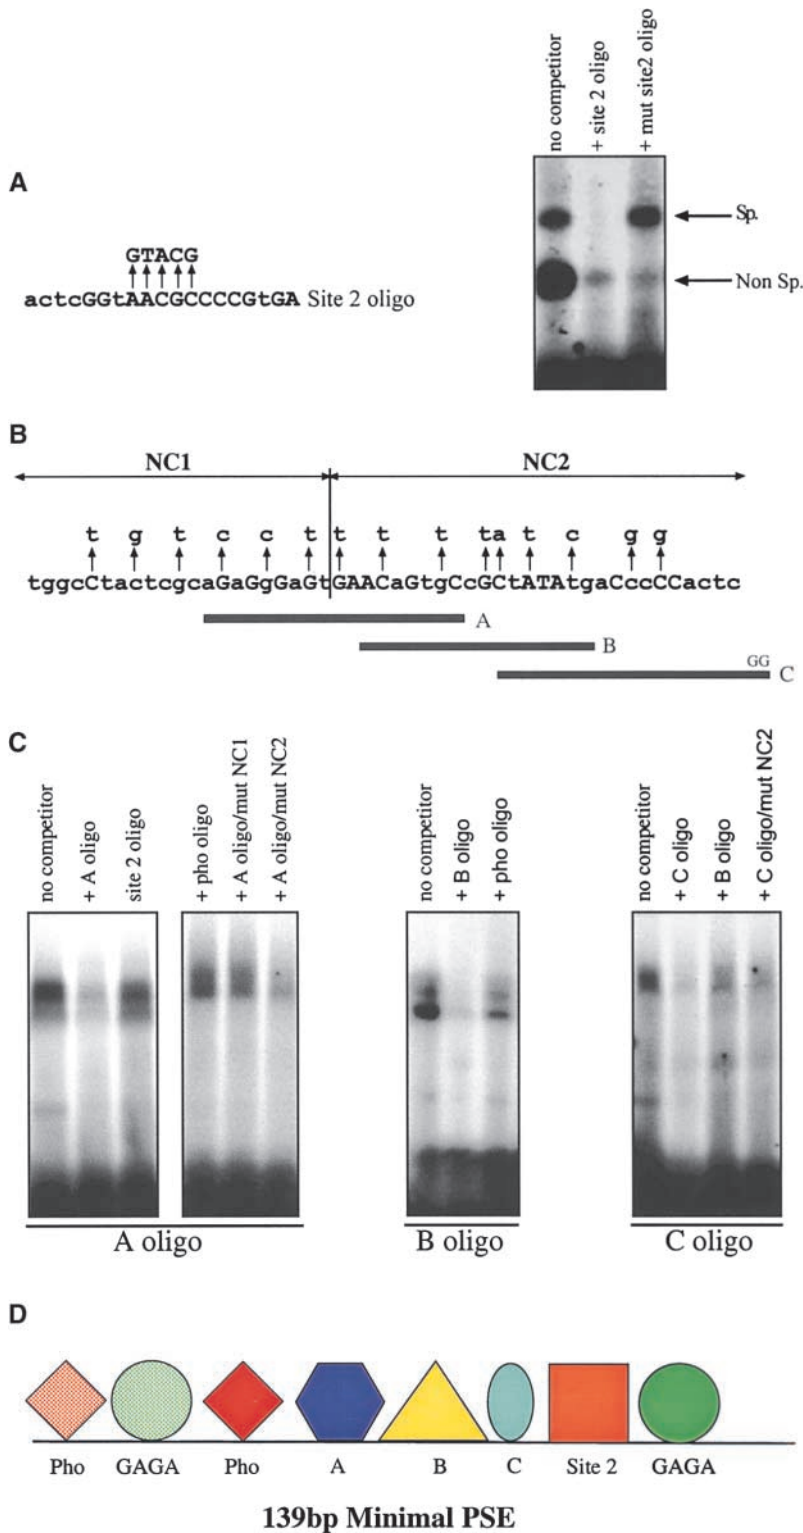 no competitor
+ site 2 oligo
+ mut site2 oligo
A
Sp.
GTACG
Non Sp.
actcGGtAACGCCCCGtGA Site 2 oligo
B
NC1 NC2
t g t c c t t t t t a t c g g
tggcCtactcgcaGaGgGaGtGAACaGtgCcGCtATAtgaCccCCactc
A
B
GG
C
C
no competitor
+ A oligo
site 2 oligo
+ pho oligo
+ A oligo/mut NC1
+ A oligo/mut NC2
no competitor
+ B oligo
+ pho oligo
no competitor
+ C oligo
+ B oligo
+ C oligo/mut NC2
A oligo B oligo C oligo
D
Pho GAGA Pho A B C Site 2 GAGA
139bp Minimal PSE